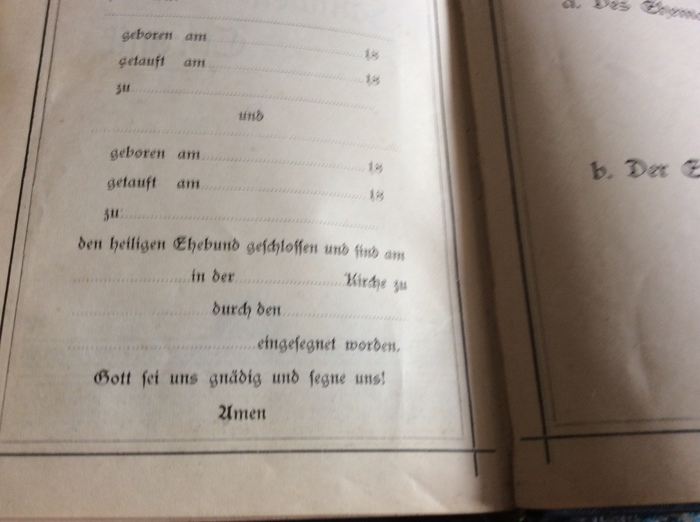 geboren am 18
getauft am 18
zu
und
geboren am 18
getauft am 18
zu
den heiligen Ehebund geschlossen und sind am
in der Kirche zu
durch den
eingesegnet worden.
Gott sei uns gnädig und segne uns!
Amen
a. Des
b. Der